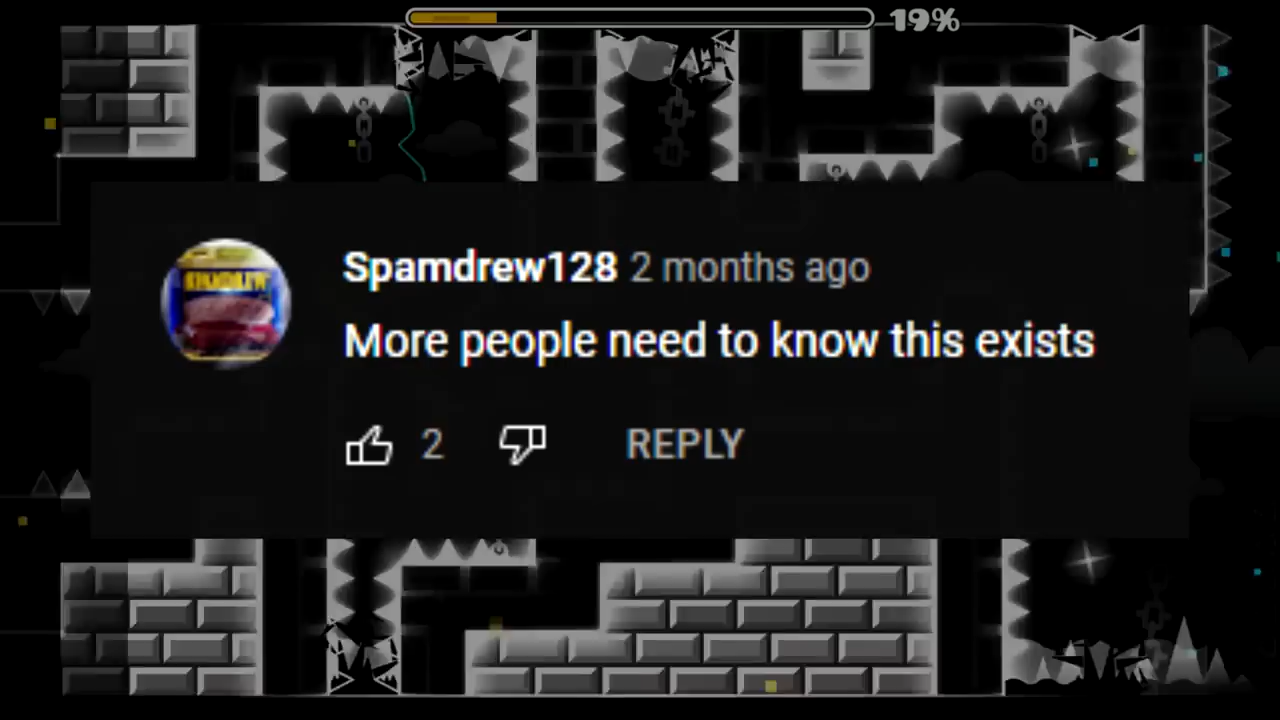 19%
Spamdrew128 2 months ago
More people need to know this exists
2 REPLY